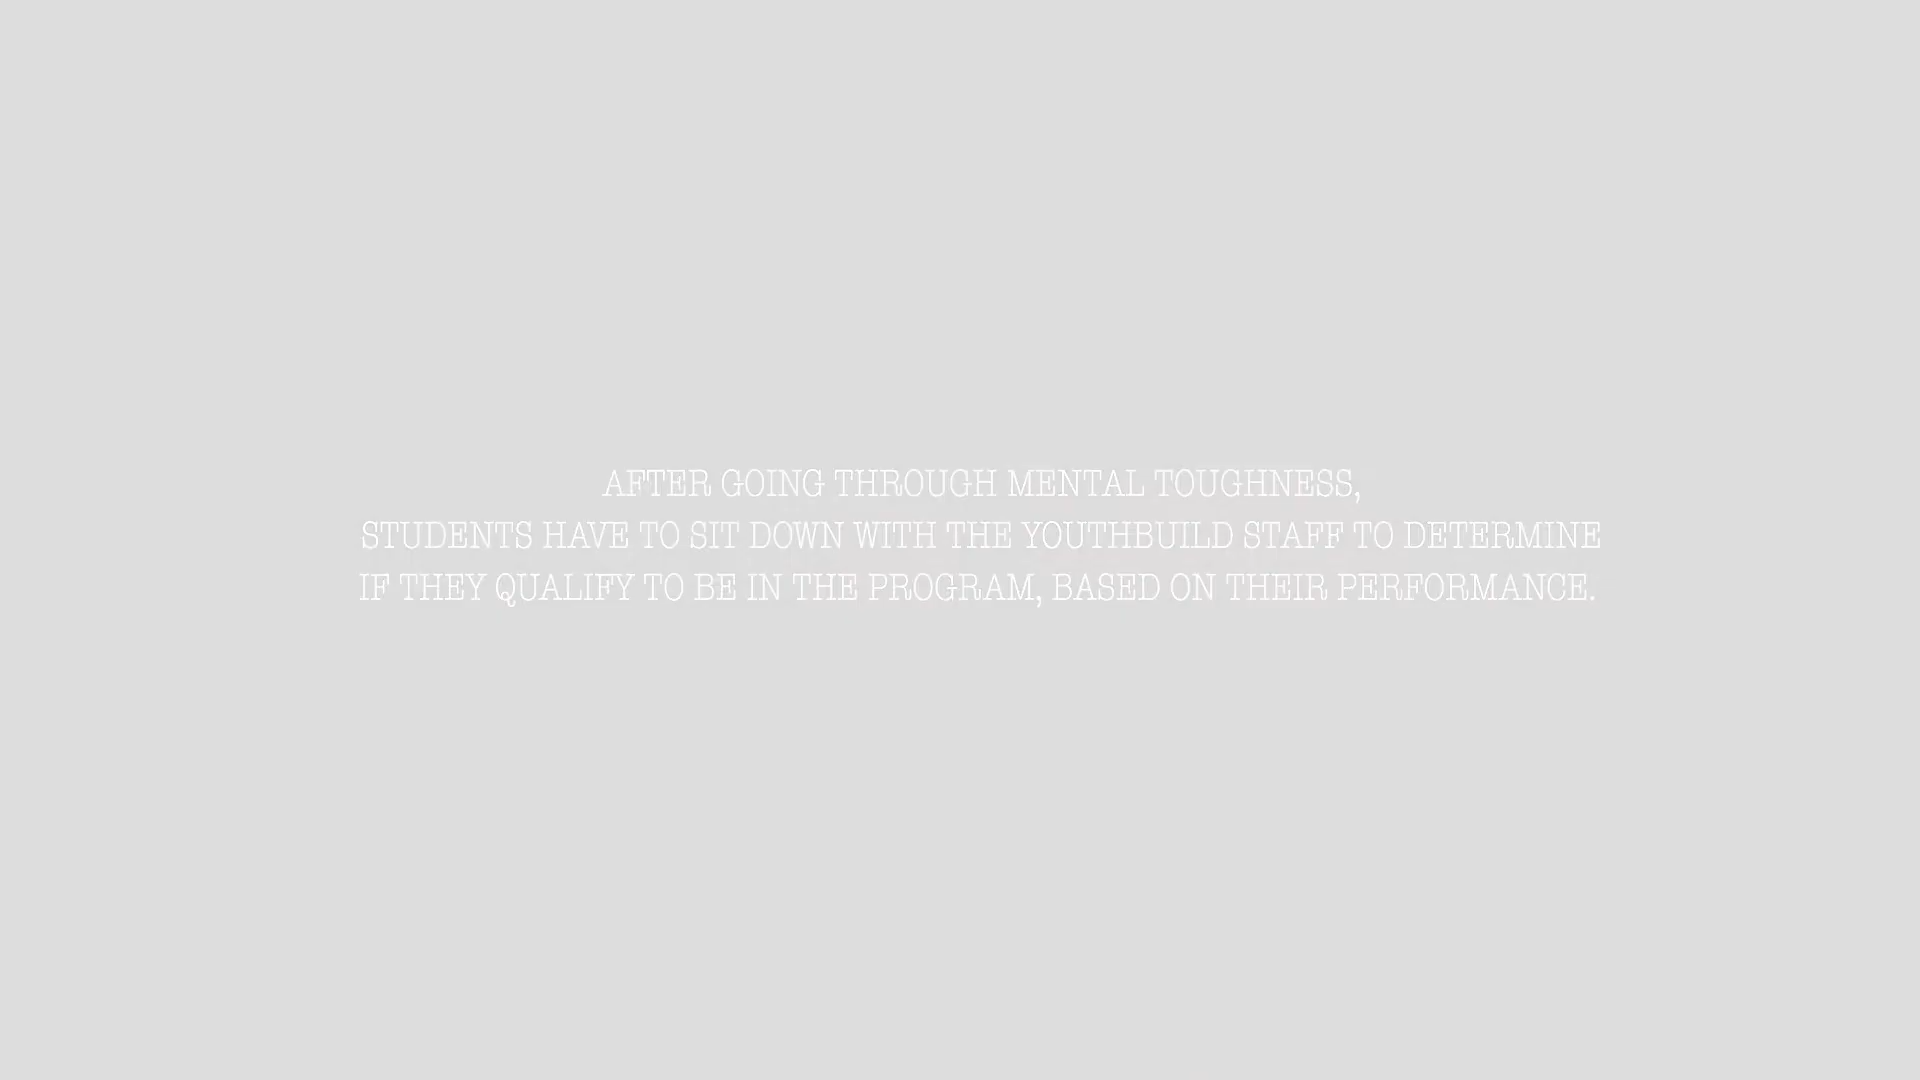 AFTER GOING THROUGH MENTAL TOUGHNESS,
STUDENTS HAVE TO SIT DOWN WITH THE YOUTHBUILD STAFF TO DETERMINE
IF THEY QUALIFY TO BE IN THE PROGRAM, BASED ON THEIR PERFORMANCE.